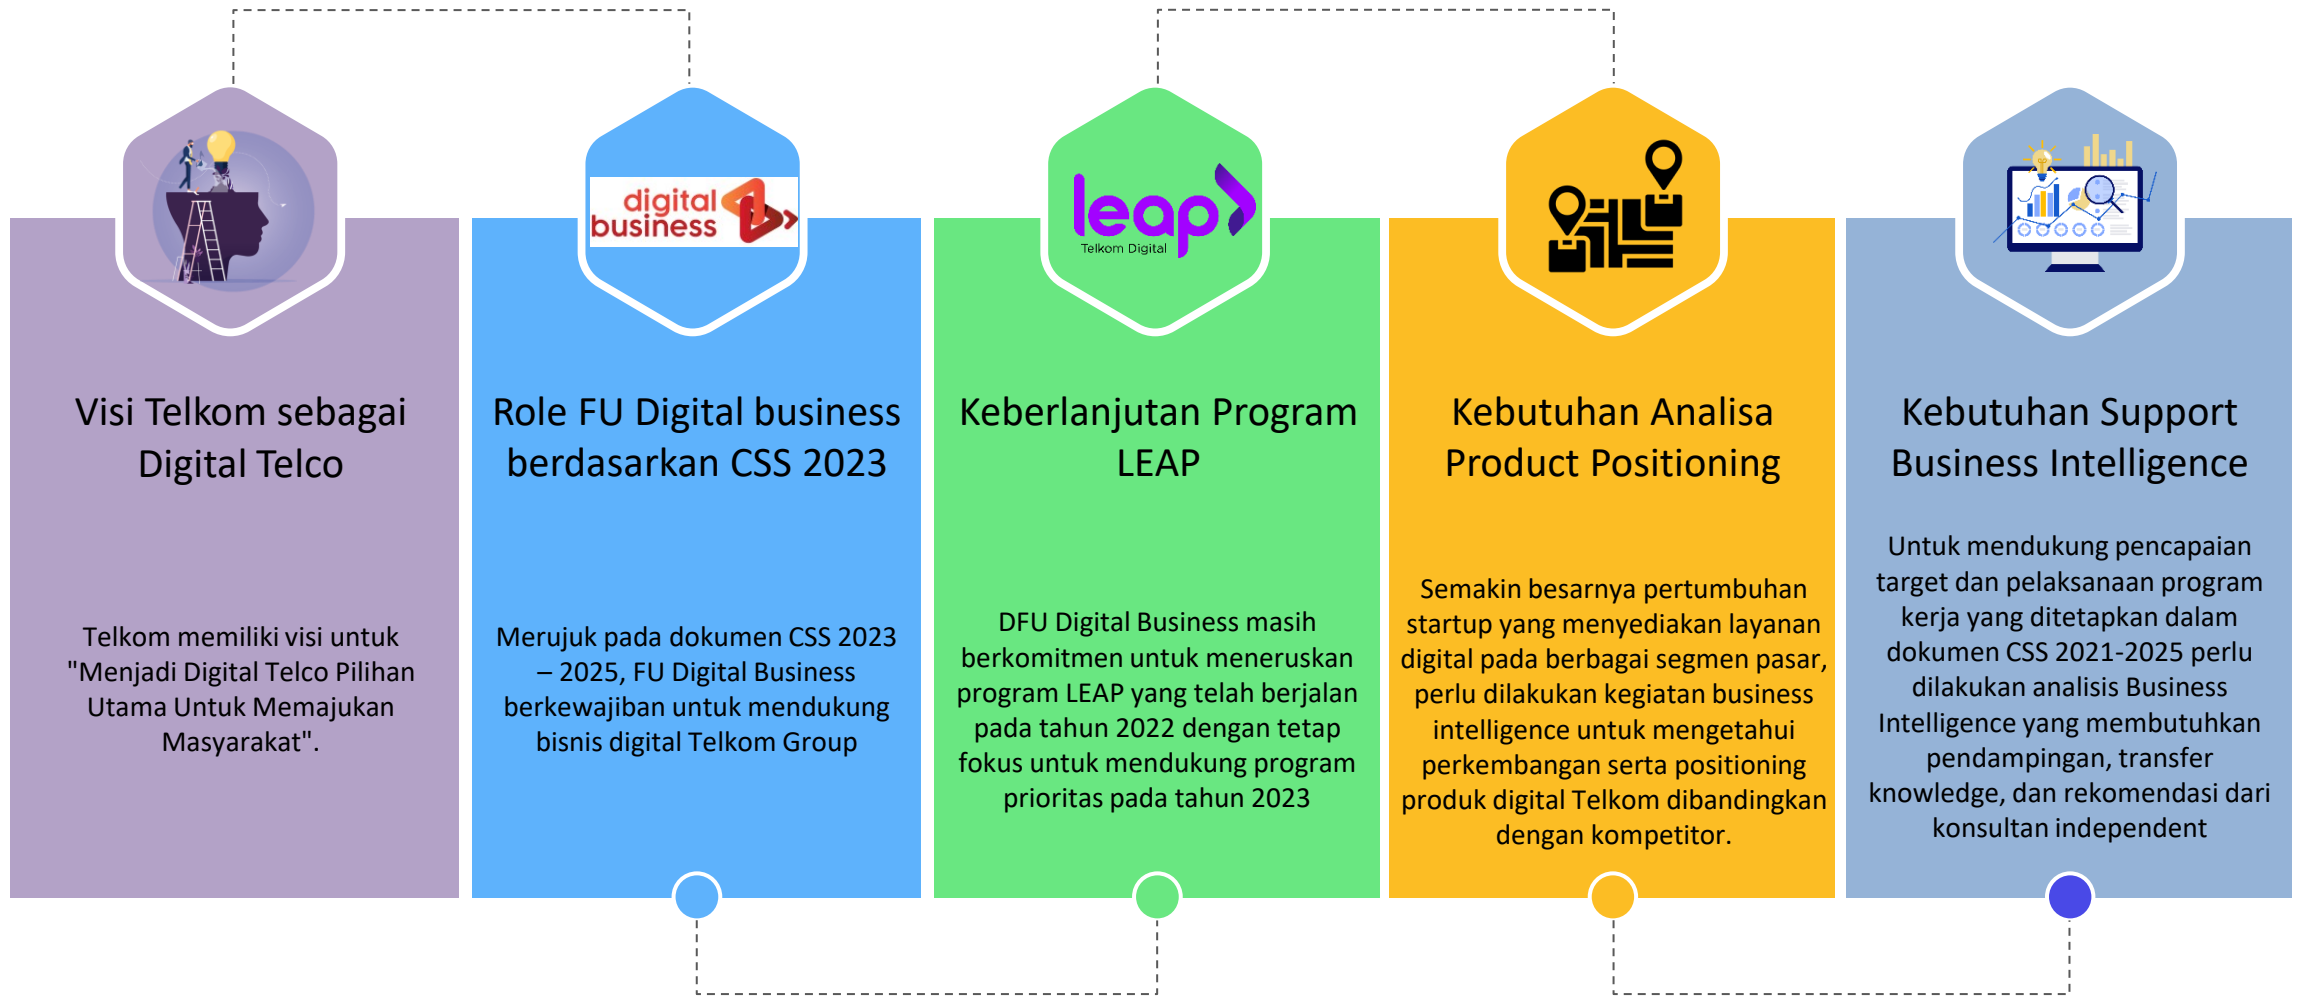 digital
business
leap
Telkom Digital
Visi Telkom sebagai
Digital Telco
Telkom memiliki visi untuk
"Menjadi Digital Telco Pilihan
Utama Untuk Memajukan
Masyarakat".
Role FU Digital business
berdasarkan CSS 2023
Merujuk pada dokumen CSS 2023
– 2025, FU Digital Business
berkewajiban untuk mendukung
bisnis digital Telkom Group
Keberlanjutan Program
LEAP
DFU Digital Business masih
berkomitmen untuk meneruskan
program LEAP yang telah berjalan
pada tahun 2022 dengan tetap
fokus untuk mendukung program
prioritas pada tahun 2023
Kebutuhan Analisa
Product Positioning
Semakin besarnya pertumbuhan
startup yang menyediakan layanan
digital pada berbagai segmen pasar,
perlu dilakukan kegiatan business
intelligence untuk mengetahui
perkembangan serta positioning
produk digital Telkom dibandingkan
dengan kompetitor.
Kebutuhan Support
Business Intelligence
Untuk mendukung pencapaian
target dan pelaksanaan program
kerja yang ditetapkan dalam
dokumen CSS 2021-2025 perlu
dilakukan analisis Business
Intelligence yang membutuhkan
pendampingan, transfer
knowledge, dan rekomendasi dari
konsultan independent